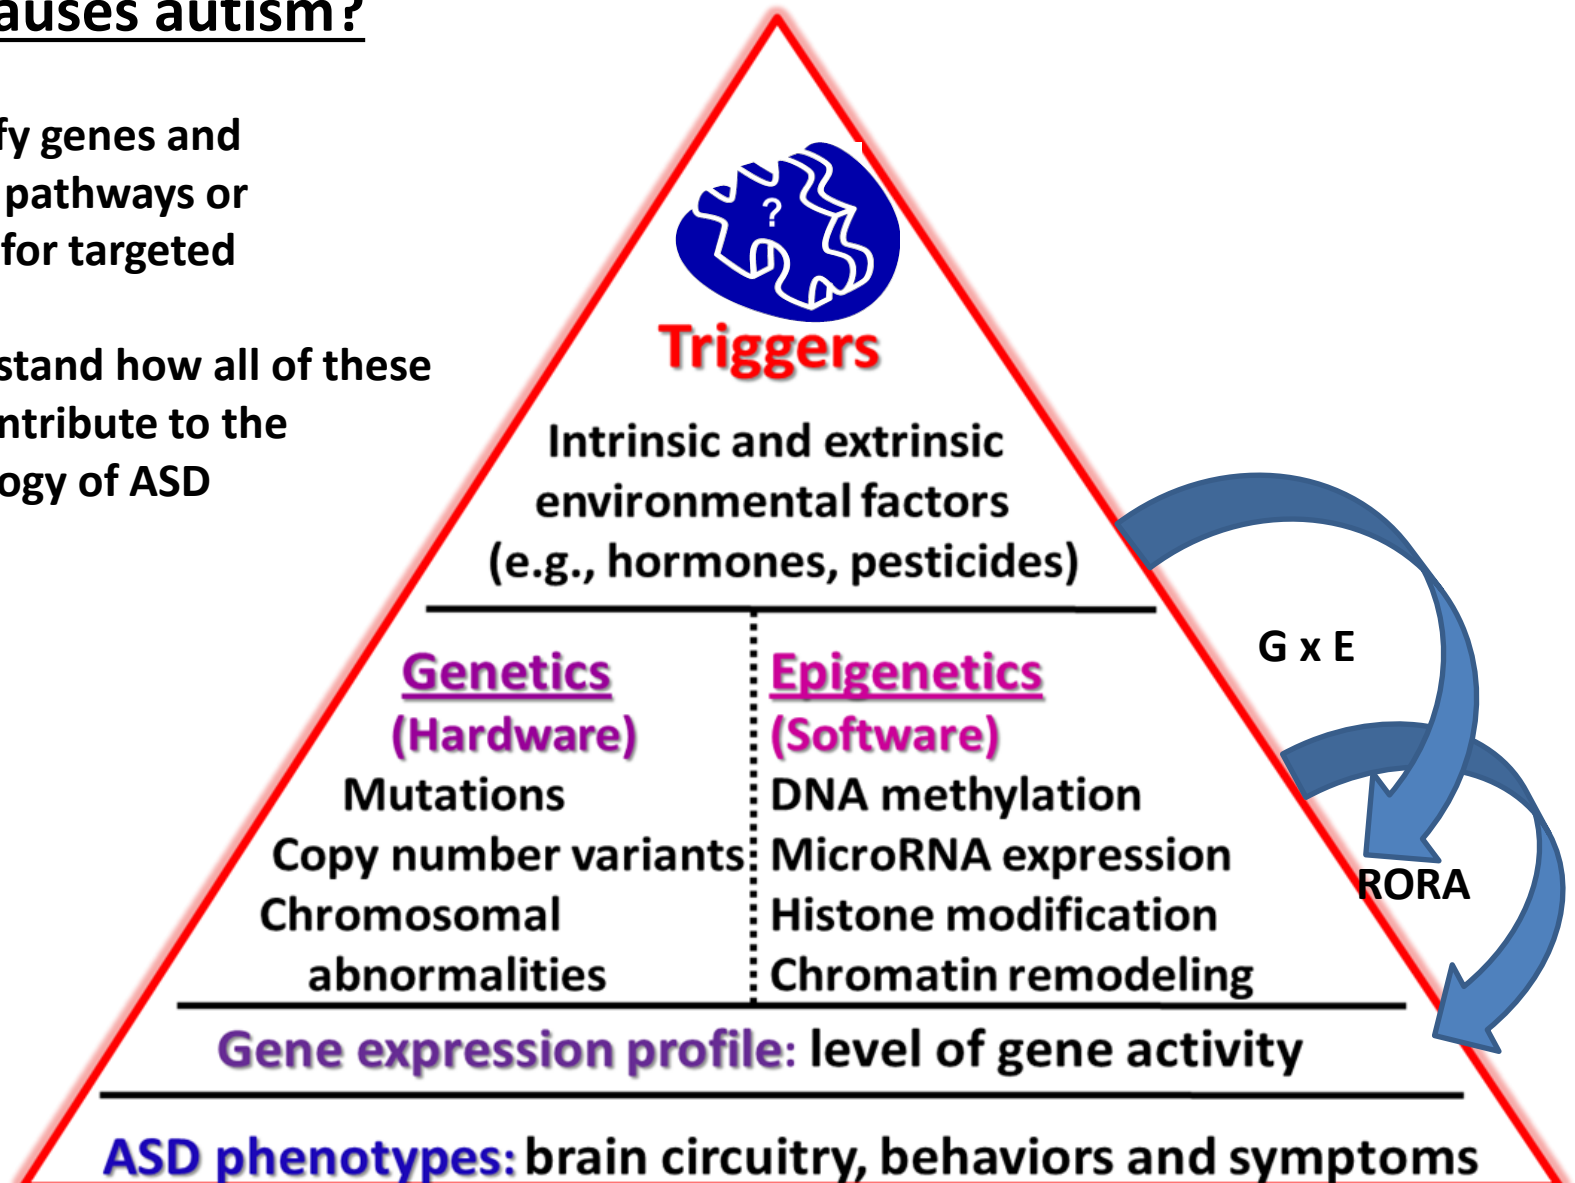 auses autism?
fy genes and
pathways or
for targeted
stand how all of these
ntribute to the
ogy of ASD
?
Triggers
Intrinsic and extrinsic
environmental factors
(e.g., hormones, pesticides)
G x E
Genetics
(Hardware)
Mutations
Copy number variants
Chromosomal
abnormalities
Epigenetics
(Software)
DNA methylation
MicroRNA expression
Histone modification
Chromatin remodeling
RORA
Gene expression profile: level of gene activity
ASD phenotypes: brain circuitry, behaviors and symptoms